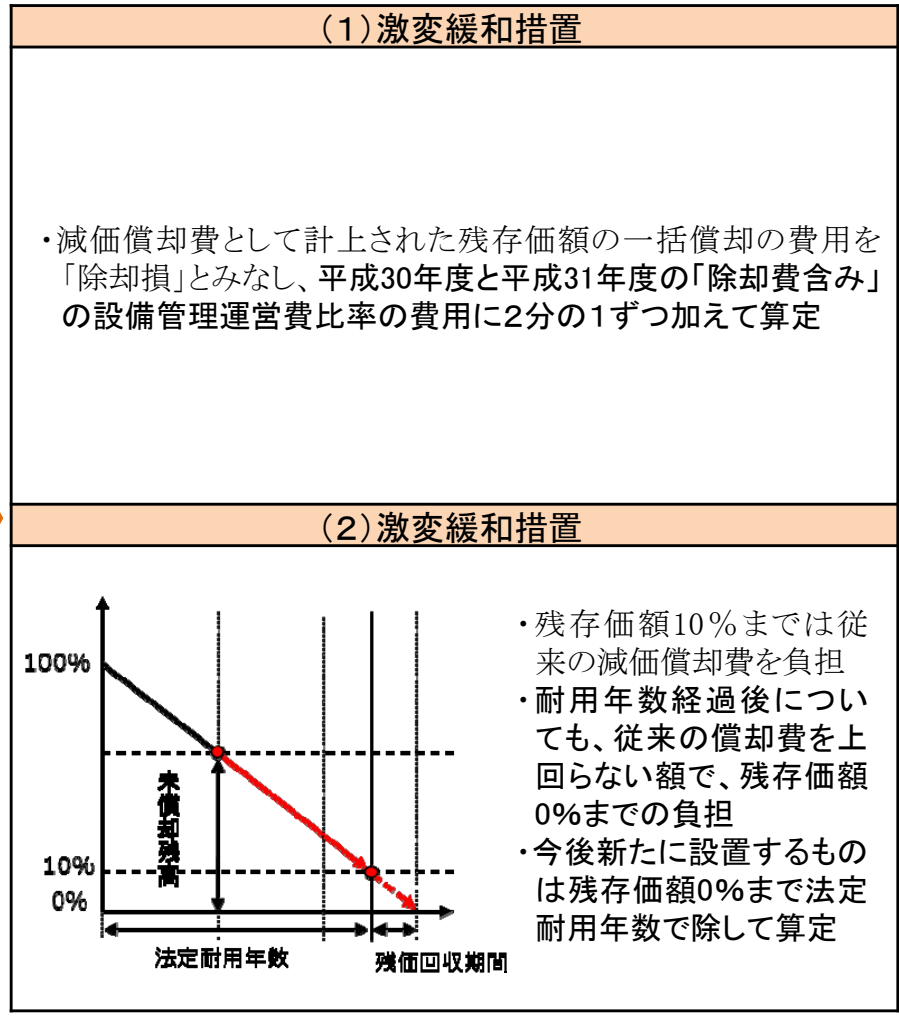 (1)激変緩和措置
・減価償却費として計上された残存価額の一括償却の費用を
「除却損」とみなし、平成30年度と平成31年度の「除却費含み」
の設備管理運営費比率の費用に2分の1ずつ加えて算定
(2)激変緩和措置
100%
10%
0%
未償却残高
法定耐用年数
残価回収期間
・残存価額10%までは従
来の減価償却費を負担
・耐用年数経過後につい
ても、従来の償却費を上
回らない額で、残存価額
0%までの負担
・今後新たに設置するもの
は残存価額0%まで法定
耐用年数で除して算定